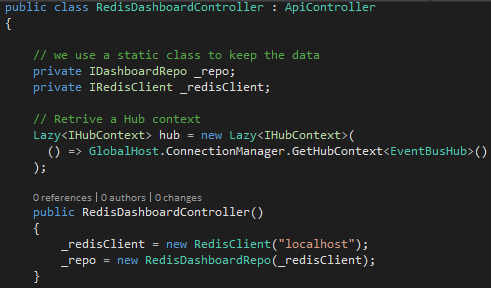 public class RedisDashboardController : ApiController
{
// we use a static class to keep the data
private IDashboardRepo _repo;
private IRedisClient _redisClient;
// Retrive a Hub context
Lazy<IHubContext> hub = new Lazy<IHubContext>(
() => GlobalHost.ConnectionManager.GetHubContext<EventBusHub>()
);
0 references | 0 authors | 0 changes
public RedisDashboardController()
{
_redisClient = new RedisClient("localhost");
_repo = new RedisDashboardRepo(_redisClient);
}